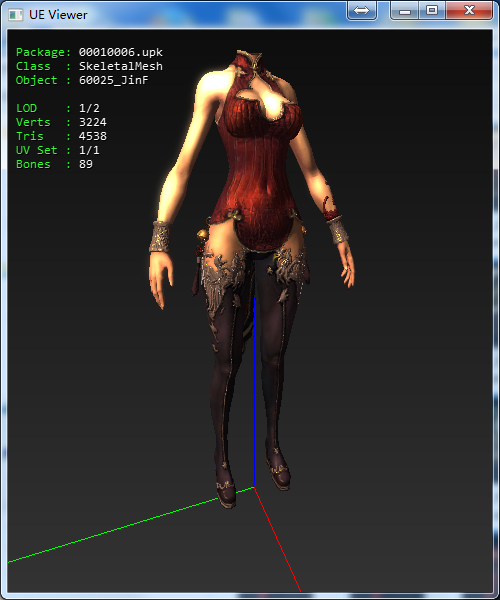 UE Viewer
Package: 00010006.upk
Class : SkeletalMesh
Object : 60025_JinF
LOD : 1/2
Verts : 3224
Tris : 4538
UV Set : 1/1
Bones : 89